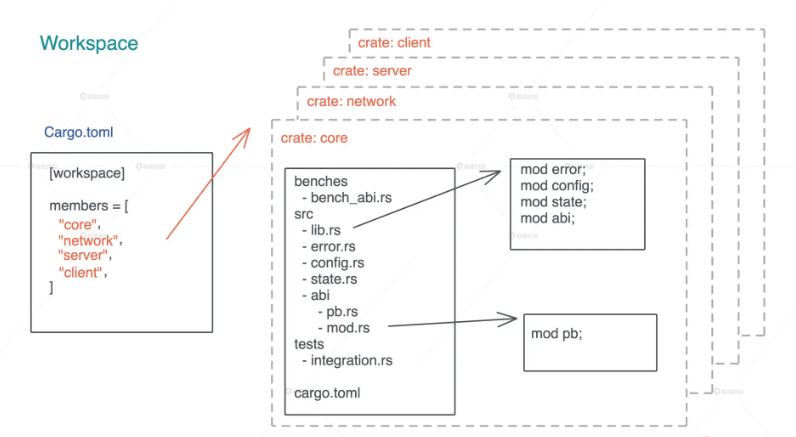 Workspace
Cargo.toml
[workspace]
members = [
"core",
"network",
"server",
"client",
]
crate: client
crate: server
crate: network
crate: core
benches
- bench_abi.rs
src
- lib.rs
- error.rs
- config.rs
- state.rs
- abi
- pb.rs
- mod.rs
tests
- integration.rs
cargo.toml
mod error;
mod config;
mod state;
mod abi;
mod pb;